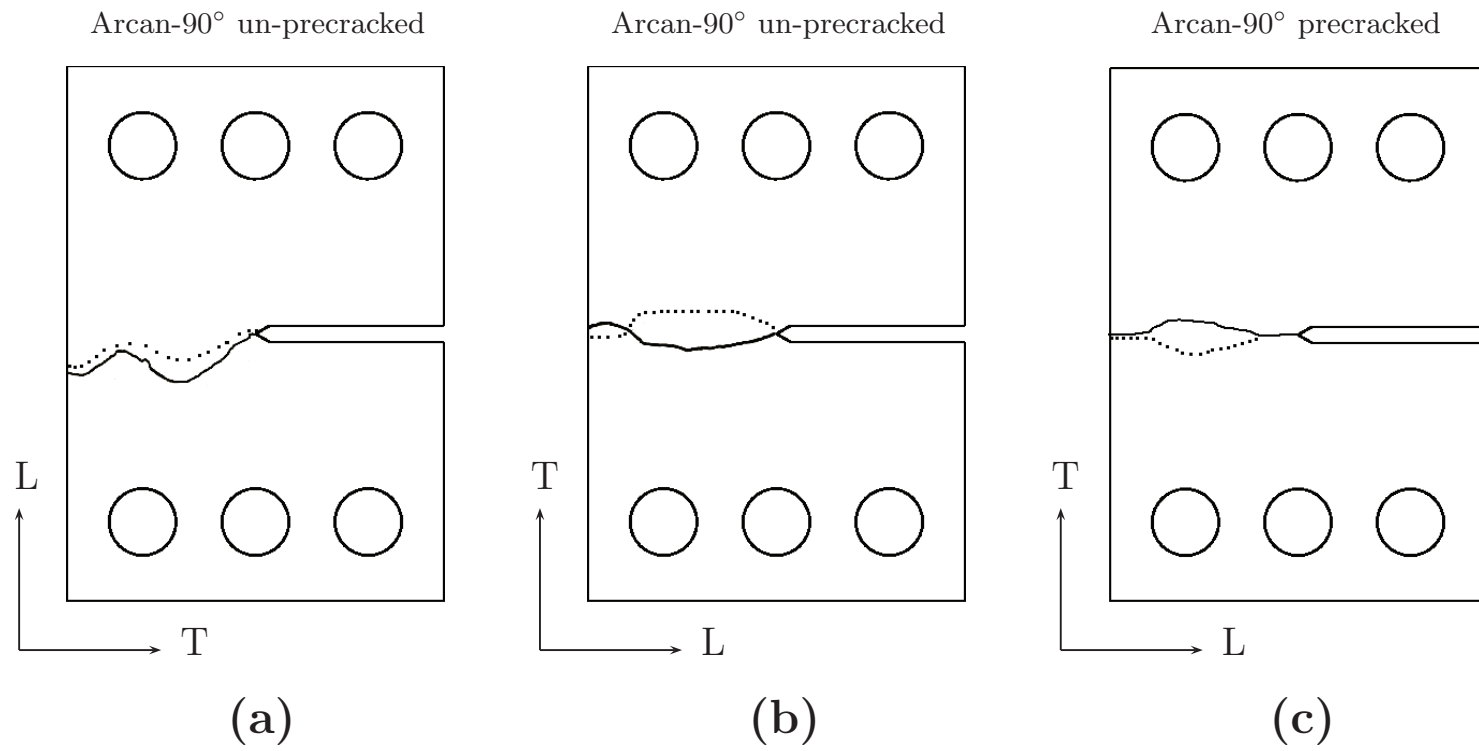 Arcan-90° un-precracked
Arcan-90° un-precracked
Arcan-90° precracked
L
T
T
T
L
L
(a)
(b)
(c)